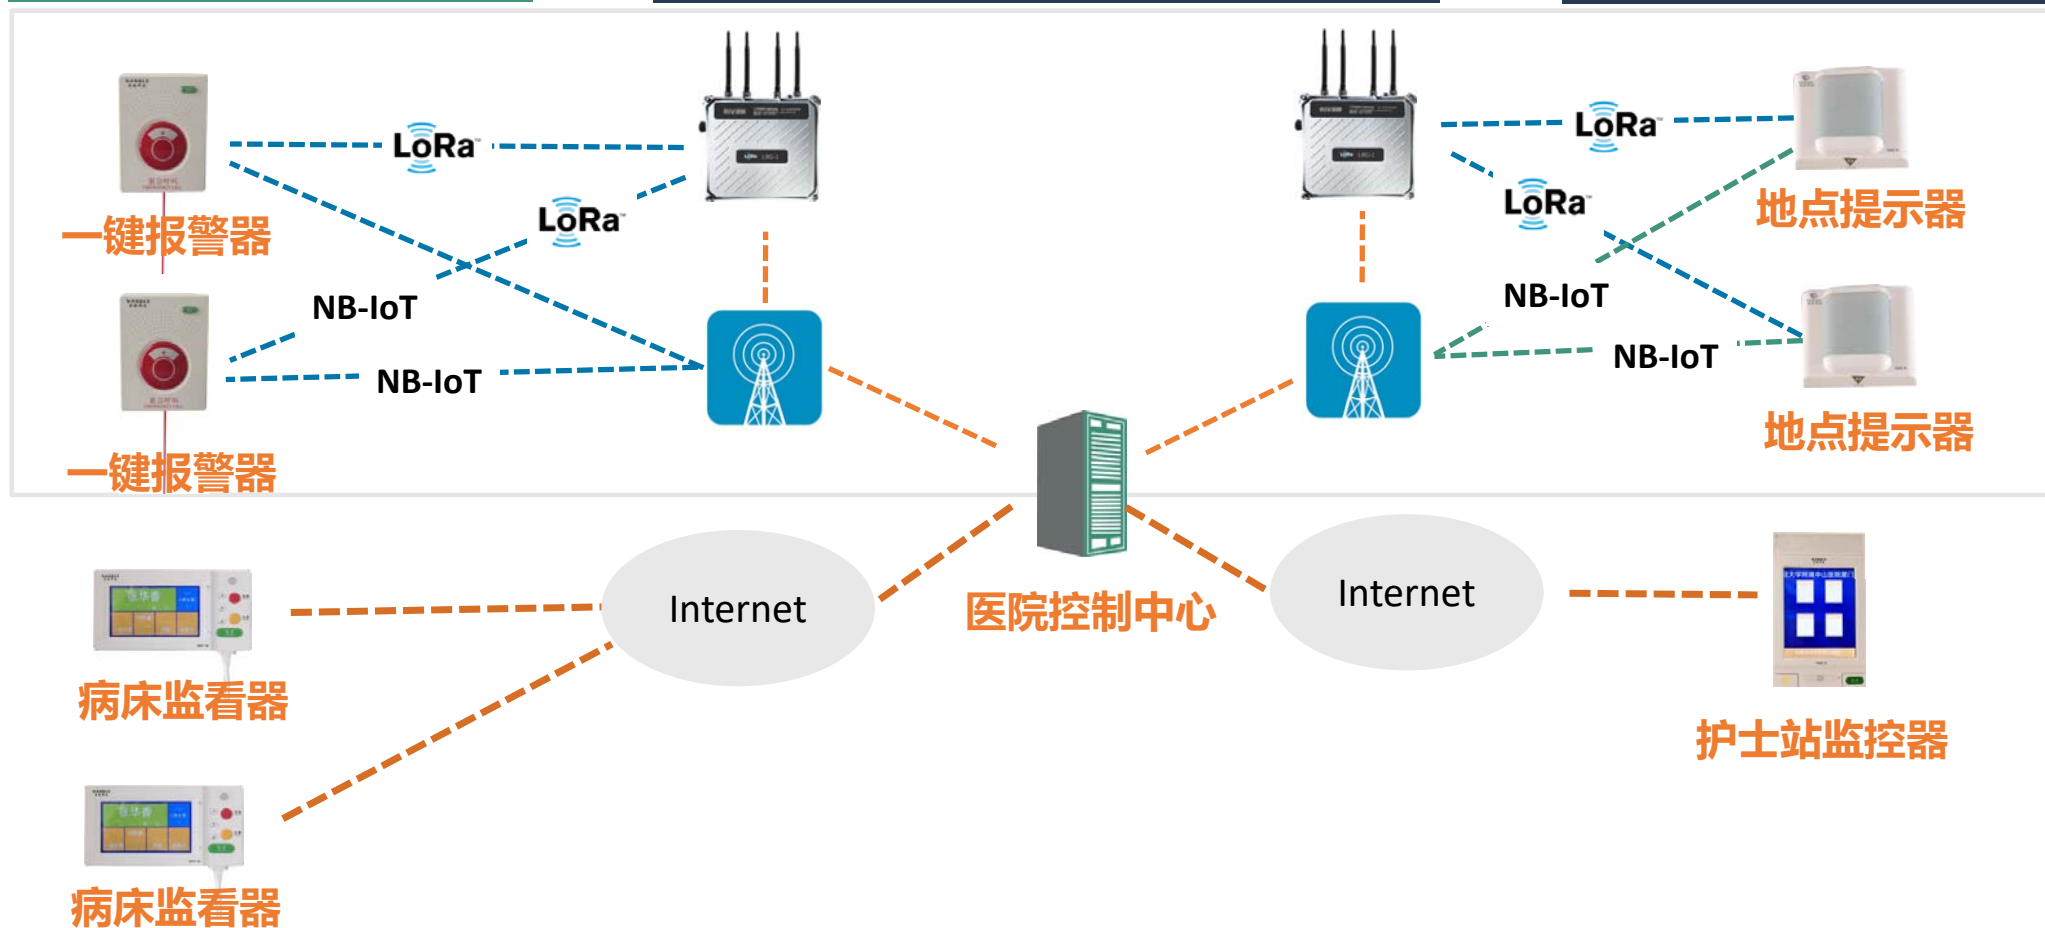 LoRa
LoRa
一键报警器
LoRa
LoRa
地点提示器
NB-IoT
NB-IoT
NB-IoT
NB-IoT
一键报警器
地点提示器
Internet
Internet
医院控制中心
病床监看器
护士站监控器
病床监看器